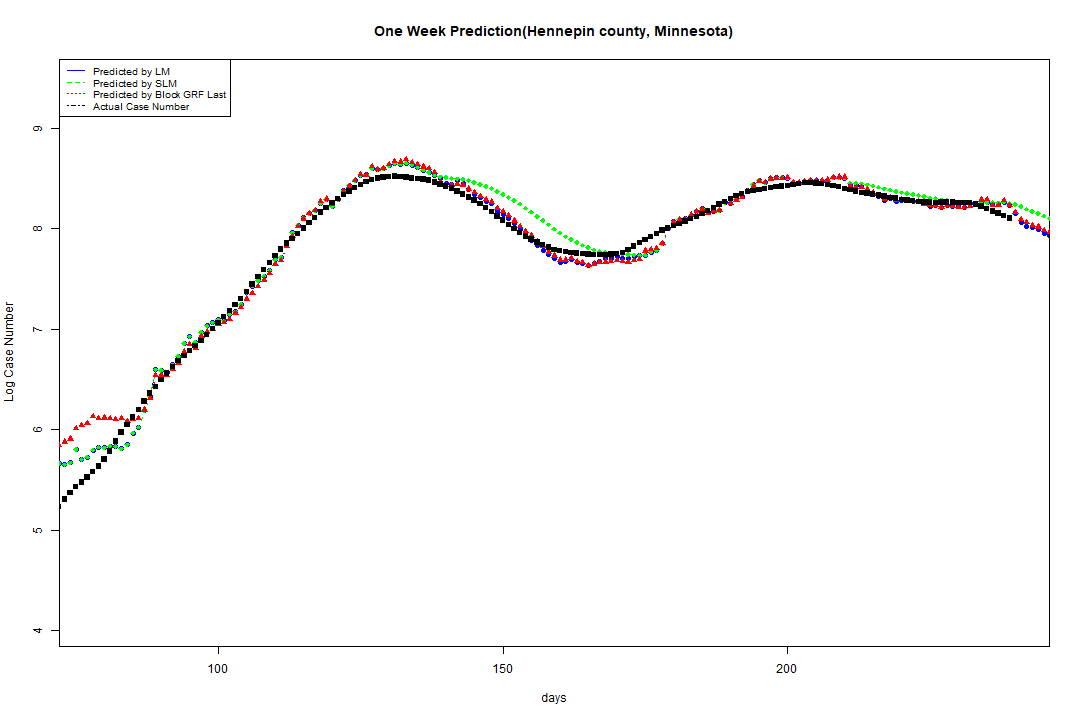 One Week Prediction(Hennepin county, Minnesota)
Predicted by LM
Predicted by SLM
Predicted by Block GRF Last
Actual Case Number
9
8
7
6
5
4
Log Case Number
100 150 200
days